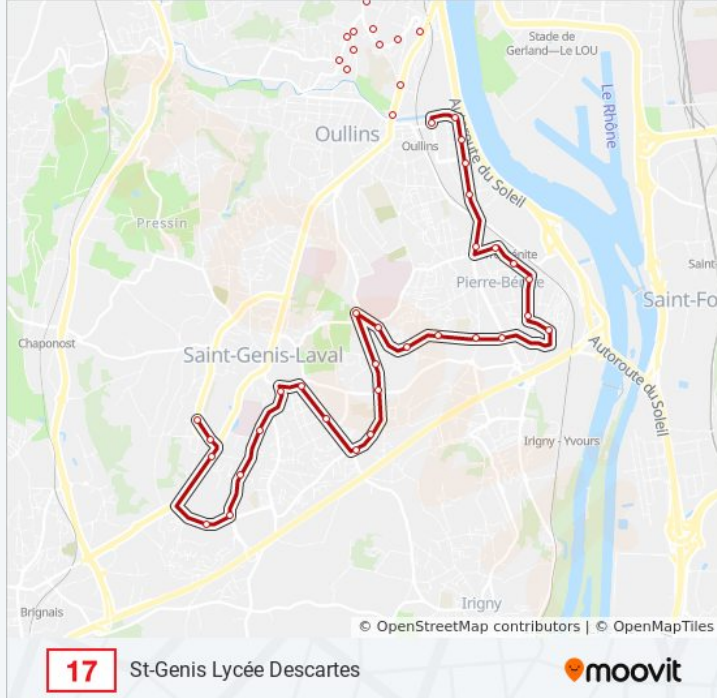 Stade de
Gerland—Le LOU
Le Rhône
Autoroute du Soleil
Oullins
Oullins
Pressin
Pierre-Bénite
Saint-
Saint-Fo
Chaponost
Saint-Genis-Laval
Autoroute du Soleil
Irigny - Yvours
Irigny
Brignais
© OpenStreetMap contributors | © OpenMapTiles
17 St-Genis Lycée Descartes moovit